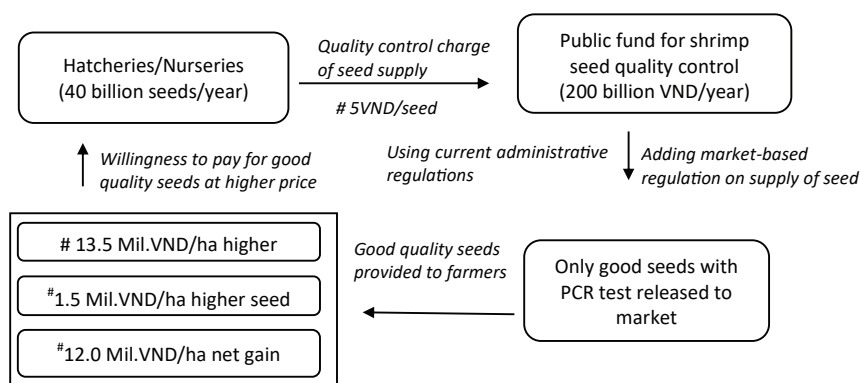 Hatcheries/Nurseries
(40 billion seeds/year)
Quality control charge
of seed supply
# 5VND/seed
Public fund for shrimp
seed quality control
(200 billion VND/year)
Willingness to pay for good
quality seeds at higher price
Using current administrative
regulations
Adding market-based
regulation on supply of seed
# 13.5 Mil.VND/ha higher
#1.5 Mil.VND/ha higher seed
#12.0 Mil.VND/ha net gain
Good quality seeds
provided to farmers
Only good seeds with
PCR test released to
market